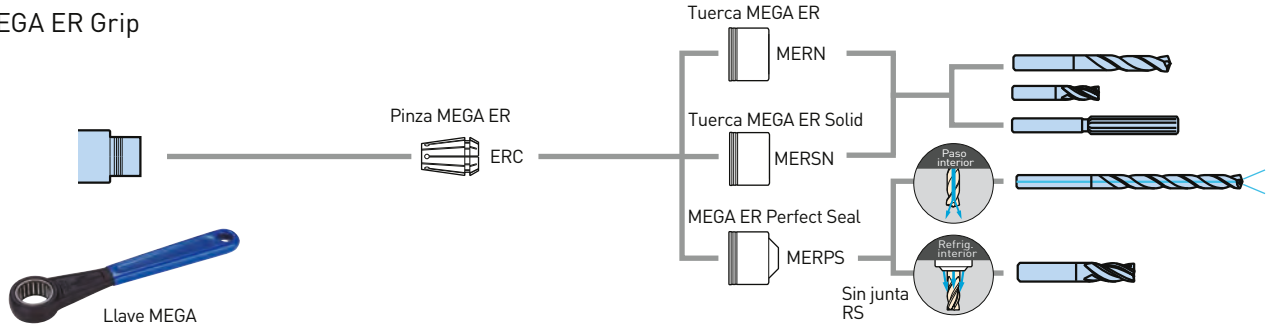 EGA ER Grip
Tuerca MEGA ER
MERN
Pinza MEGA ER
ERC
Tuerca MEGA ER Solid
MERSN
Paso
interior
MEGA ER Perfect Seal
MERPS
Refrig.
interior
Sin junta
RS
Llave MEGA